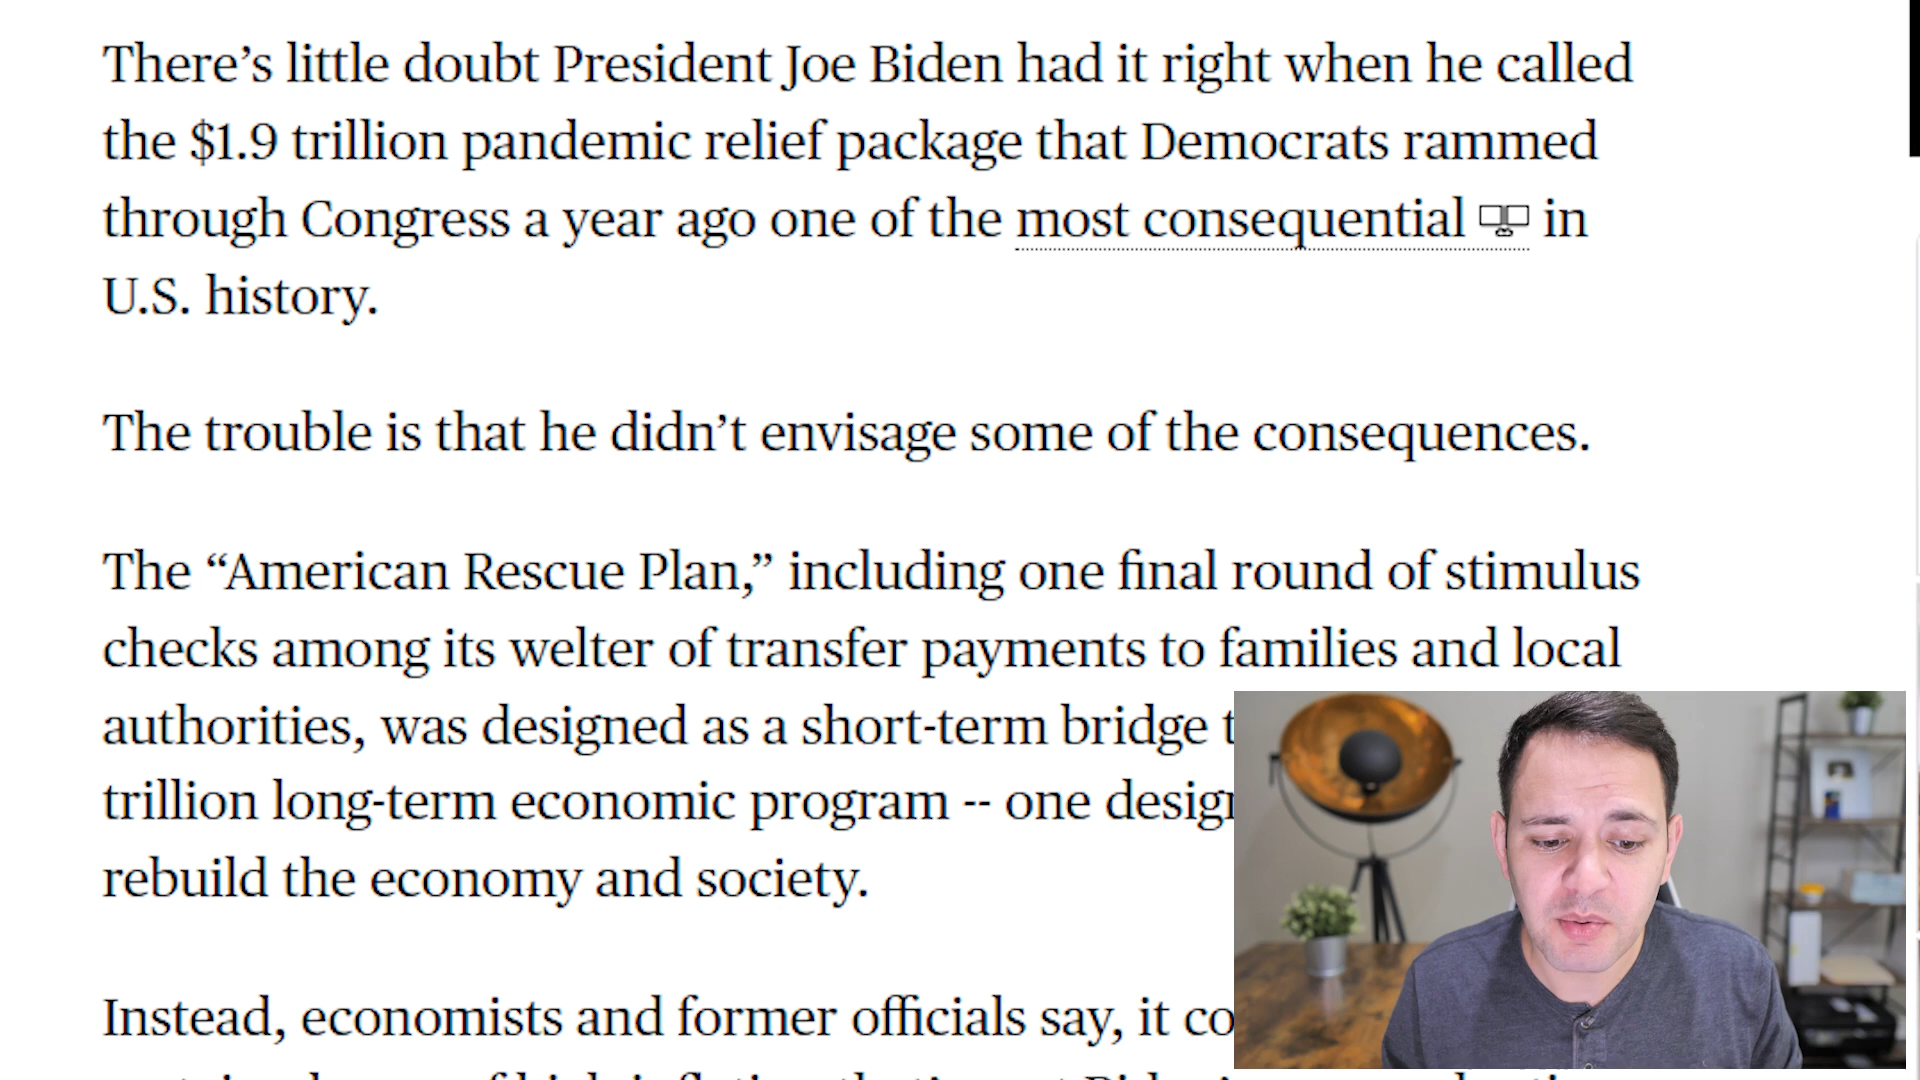 There’s little doubt President Joe Biden had it right when he called
the $1.9 trillion pandemic relief package that Democrats rammed
through Congress a year ago one of the most consequential in
U.S. history.
The trouble is that he didn’t envisage some of the consequences.
The “American Rescue Plan,” including one final round of stimulus
checks among its welter of transfer payments to families and local
authorities, was designed as a short-term bridge t
trillion long-term economic program -- one desig
rebuild the economy and society.
Instead, economists and former officials say, it co